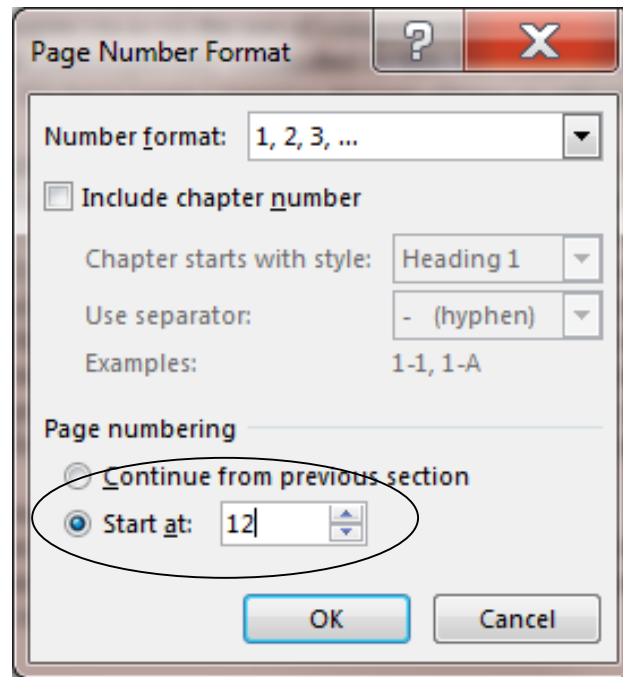 Page Number Format
Number format: 1, 2, 3, ...
Include chapter number
Chapter starts with style: Heading 1
Use separator: - (hyphen)
Examples: 1-1, 1-A
Page numbering
Continue from previous section
Start at: 12
OK Cancel